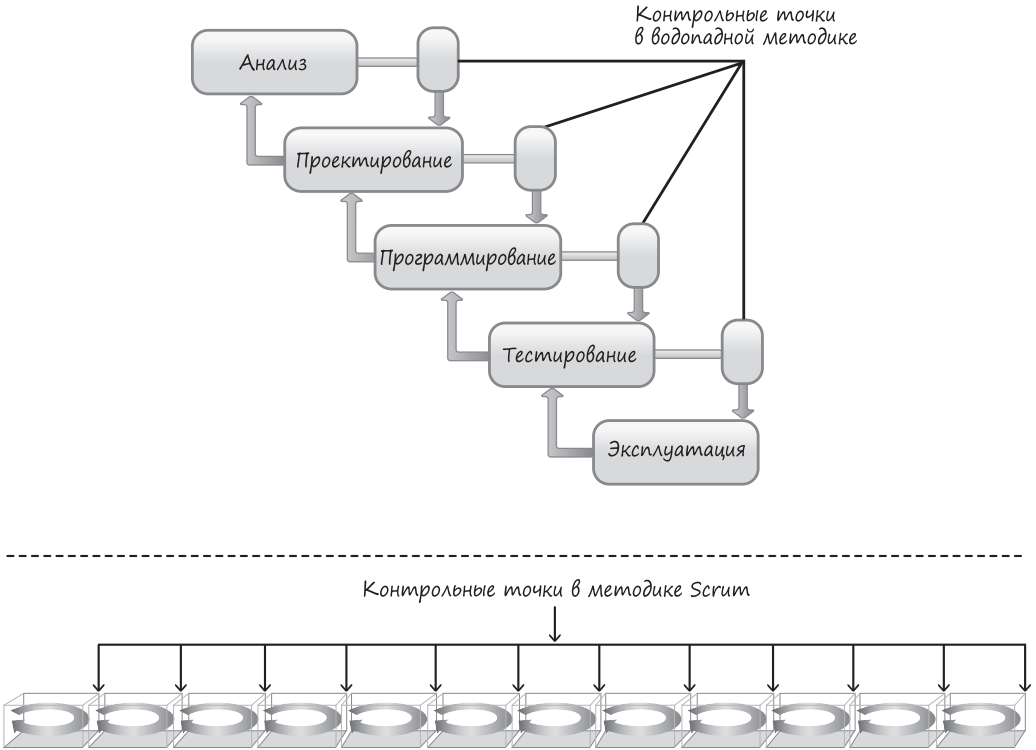 Контрольные точки
в водопадной методике
Анализ
Проектирование
Программирование
Тестирование
Эксплуатация
Контрольные точки в методике Scrum